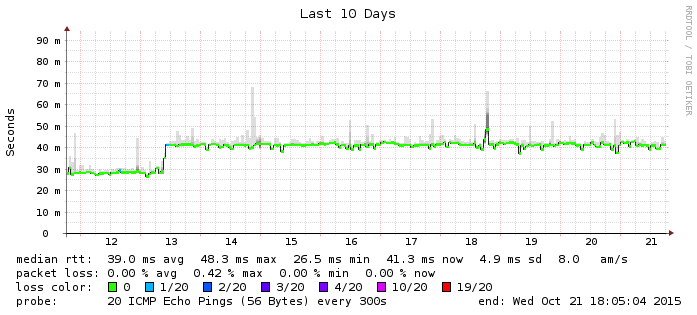 Last 10 Days
RRDTOOL / TOBI OETIKER
Seconds
90 m
80 m
70 m
60 m
50 m
40 m
30 m
20 m
10 m
0
12 13 14 15 16 17 18 19 20 21
median rtt: 39.0 ms avg 48.3 ms max 26.5 ms min 41.3 ms now 4.9 ms sd 8.0 am/s
packet loss: 0.00 % avg 0.42 % max 0.00 % min 0.00 % now
loss color: 0 1/20 2/20 3/20 4/20 10/20 19/20
probe: 20 ICMP Echo Pings (56 Bytes) every 300s end: Wed Oct 21 18:05:04 2015